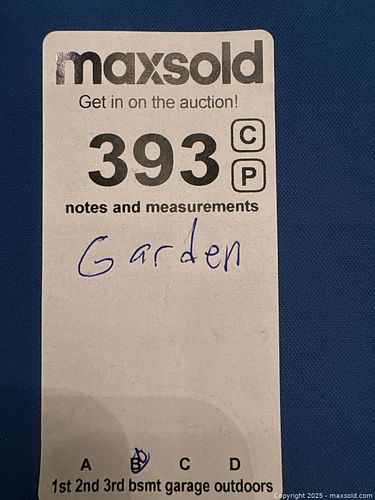 maxsold
Get in on the auction!
393 C
P
notes and measurements
Garden
A B C D
1st 2nd 3rd bsmt garage outdoors
Copyright 2025 - maxsold.com